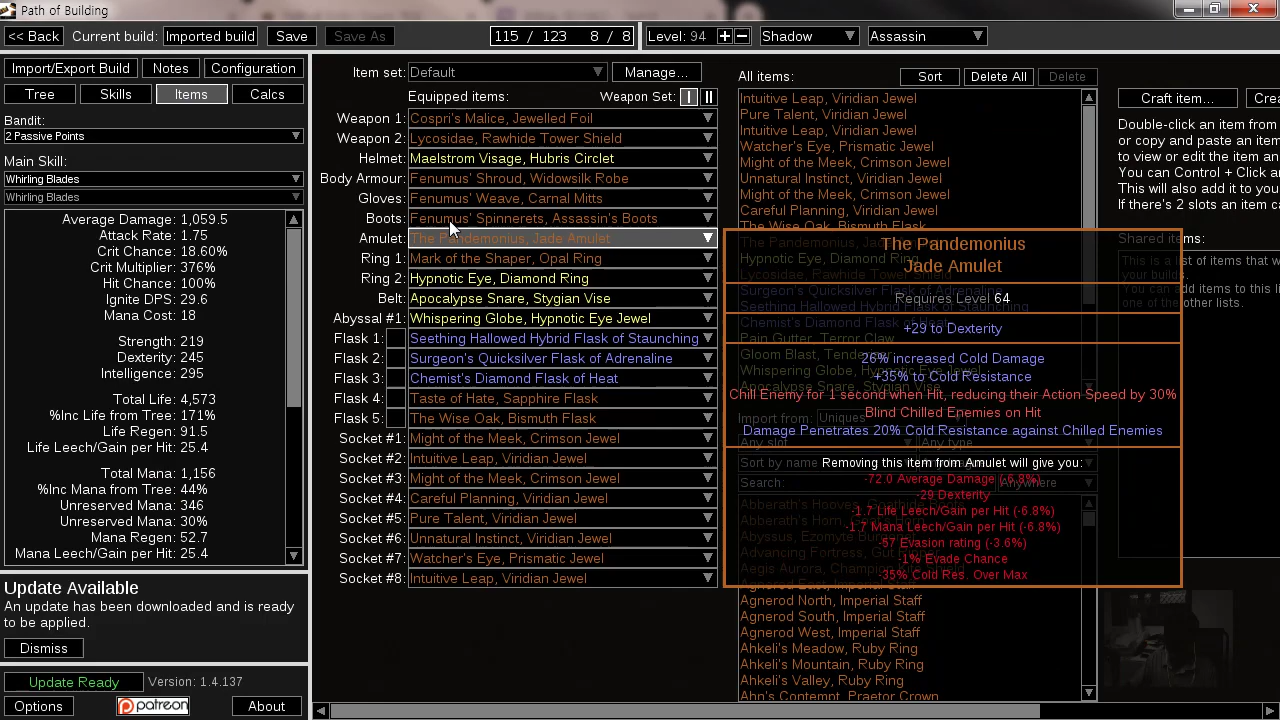 Path of Building
<< Back
Current build:
Imported build
Save
Save As
115 / 123 8 / 8
Level: 94
Shadow
Assassin
Import/Export Build
Notes
Configuration
Tree
Skills
Items
Calcs
Bandit:
2 Passive Points
Main Skill:
Whirling Blades
Whirling Blades
Average Damage: 1,059.5
Attack Rate: 1.75
Crit Chance: 18.60%
Crit Multiplier: 376%
Hit Chance: 100%
Ignite DPS: 29.6
Mana Cost: 18
Strength: 219
Dexterity: 245
Intelligence: 295
Total Life: 4,573
%Inc Life from Tree: 171%
Life Regen: 91.5
Life Leech/Gain per Hit: 25.4
Total Mana: 1,156
%Inc Mana from Tree: 44%
Unreserved Mana: 346
Unreserved Mana: 30%
Mana Regen: 52.7
Mana Leech/Gain per Hit: 25.4
Update Available
An update has been downloaded and is ready
to be applied.
Dismiss
Update Ready
Version: 1.4.137
Options
patreon
About
Item set:
Default
Manage...
Equipped items:
Weapon Set:
I
II
Weapon 1: Cospri's Malice, Jewelled Foil
Weapon 2: Lycosidae, Rawhide Tower Shield
Helmet: Maelstrom Visage, Hubris Circlet
Body Armour: Fenumus' Shroud, Widowsilk Robe
Gloves: Fenumus' Weave, Carnal Mitts
Boots: Fenumus' Spinnerets, Assassin's Boots
Amulet: The Pandemonius, Jade Amulet
Ring 1: Mark of the Shaper, Opal Ring
Ring 2: Hypnotic Eye, Diamond Ring
Belt: Apocalypse Snare, Stygian Vise
Abyssal #1: Whispering Globe, Hypnotic Eye Jewel
Flask 1: Seething Hallowed Hybrid Flask of Staunching
Flask 2: Surgeon's Quicksilver Flask of Adrenaline
Flask 3: Chemist's Diamond Flask of Heat
Flask 4: Taste of Hate, Sapphire Flask
Flask 5: The Wise Oak, Bismuth Flask
Socket #1: Might of the Meek, Crimson Jewel
Socket #2: Intuitive Leap, Viridian Jewel
Socket #3: Might of the Meek, Crimson Jewel
Socket #4: Careful Planning, Viridian Jewel
Socket #5: Pure Talent, Viridian Jewel
Socket #6: Unnatural Instinct, Viridian Jewel
Socket #7: Watcher's Eye, Prismatic Jewel
Socket #8: Intuitive Leap, Viridian Jewel
All items:
Sort
Delete All
Delete
Intuitive Leap, Viridian Jewel
Pure Talent, Viridian Jewel
Intuitive Leap, Viridian Jewel
Watcher's Eye, Prismatic Jewel
Might of the Meek, Crimson Jewel
Unnatural Instinct, Viridian Jewel
Might of the Meek, Crimson Jewel
Careful Planning, Viridian Jewel
The Wise Oak, Bismuth Flask
The Pandemonius
Jade Amulet
Requires Level 64
+29 to Dexterity
26% increased Cold Damage
+35% to Cold Resistance
Chill Enemy for 1 second when Hit, reducing their Action Speed by 30%
Blind Chilled Enemies on Hit
Damage Penetrates 20% Cold Resistance against Chilled Enemies
Removing this item from Amulet will give you:
-72.0 Average Damage (-6.8%)
-29 Dexterity
-1.7 Life Leech/Gain per Hit (-6.8%)
-1.7 Mana Leech/Gain per Hit (-6.8%)
-57 Evasion rating (-3.6%)
-1% Evade Chance
-35% Cold Res. Over Max
Agnerod North, Imperial Staff
Agnerod South, Imperial Staff
Agnerod West, Imperial Staff
Ahkeli's Meadow, Ruby Ring
Ahkeli's Mountain, Ruby Ring
Ahkeli's Valley, Ruby Ring
Ahn's Contempt, Praetor Crown
Craft item...
Double-click an item from
or copy and paste an item
to view or edit the item an
You can Control + Click an
This will also add it to you
If there's 2 slots an item ca
Shared items: